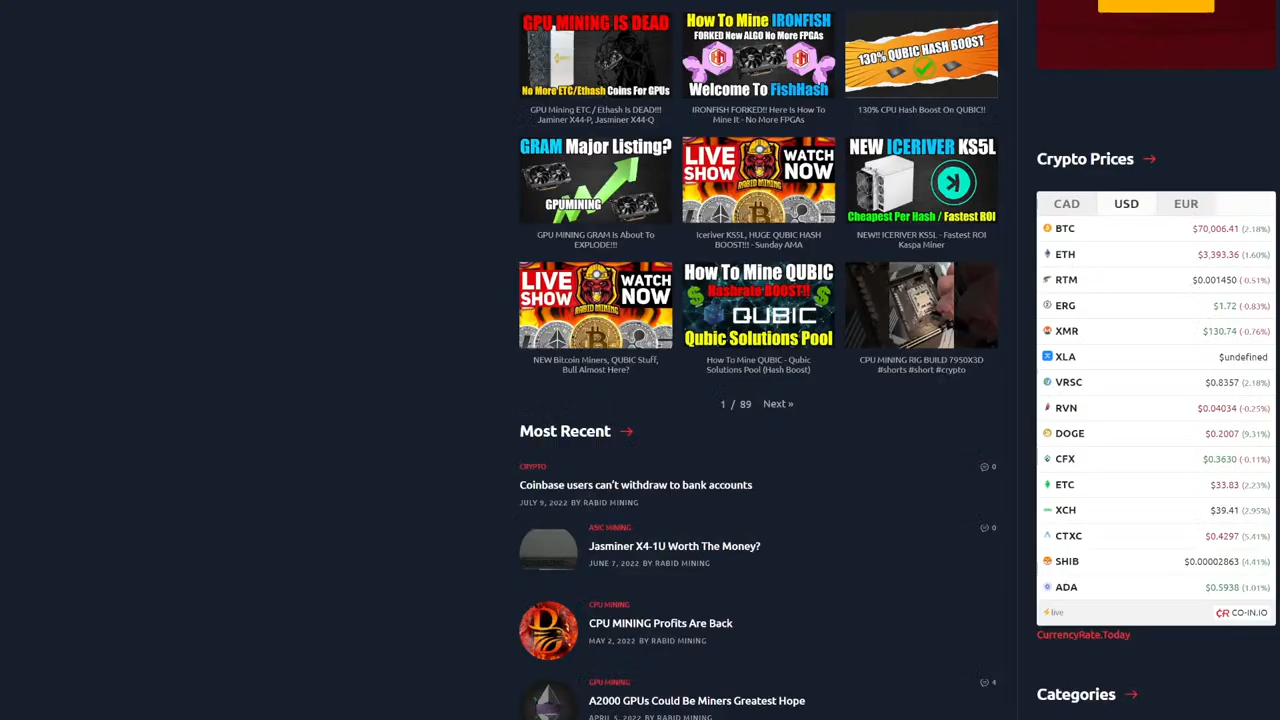 GPU MINING IS DEAD
No More ETC/Ethash Coins For GPUs
GPU Mining ETC / Ethash Is DEAD!!!
Jaminer X44-P, Jasminer X44-Q
How To Mine IRONFISH
FORKED New ALGO No More FPGAs
Welcome To FishHash
IRONFISH FORKED!! Here Is How To
Mine It - No More FPGAs
130% QUBIC HASH BOOST
130% CPU Hash Boost On QUBIC!!
GRAM Major Listing?
GPUMINING
GPU MINING GRAM Is About To
EXPLODE!!!
LIVE SHOW
WATCH NOW
RABID MINING
Iceriver KS5L, HUGE QUBIC HASH
BOOST!!! - Sunday AMA
NEW ICERIVER KS5L
Cheapest Per Hash / Fastest ROI
NEW!! ICERIVER KS5L - Fastest ROI
Kaspa Miner
LIVE SHOW
WATCH NOW
RABID MINING
NEW Bitcoin Miners, QUBIC Stuff,
Bull Almost Here?
How To Mine QUBIC
Hashrate BOOST!!
QUBIC
Qubic Solutions Pool
How To Mine QUBIC - Qubic
Solutions Pool (Hash Boost)
CPU MINING RIG BUILD 7950X3D
#shorts #short #crypto
1 / 89 Next »
Most Recent →
CRYPTO 0
Coinbase users can't withdraw to bank accounts
JULY 9, 2022 BY RABID MINING
ASIC MINING 0
Jasminer X4-1U Worth The Money?
JUNE 7, 2022 BY RABID MINING
CPU MINING
CPU MINING Profits Are Back
MAY 2, 2022 BY RABID MINING
GPU MINING 4
A2000 GPUs Could Be Miners Greatest Hope
APRIL 5, 2022 BY RABID MINING
Crypto Prices →
CAD USD EUR
BTC $70,006.41 (2.18%)
ETH $3,393.36 (1.60%)
RTM $0.001450 (-0.51%)
ERG $1.72 (-0.83%)
XMR $130.74 (-0.76%)
XLA $undefined
VRSC $0.8357 (2.18%)
RVN $0.04034 (-0.25%)
DOGE $0.2007 (9.31%)
CFX $0.3630 (-0.11%)
ETC $33.83 (2.23%)
XCH $39.41 (2.95%)
CTXC $0.4297 (5.41%)
SHIB $0.00002863 (4.41%)
ADA $0.5938 (1.01%)
⚡live CR CO-IN.IO
CurrencyRate.Today
Categories →